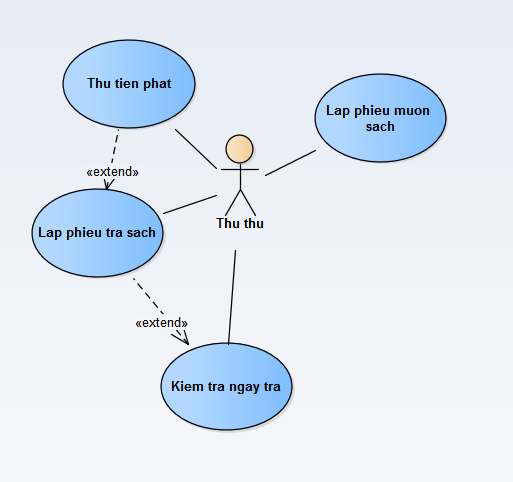 Thu tien phat
Lap phieu muon
sach
«extend»
Lap phieu tra sach
Thu thu
«extend»
Kiem tra ngay tra